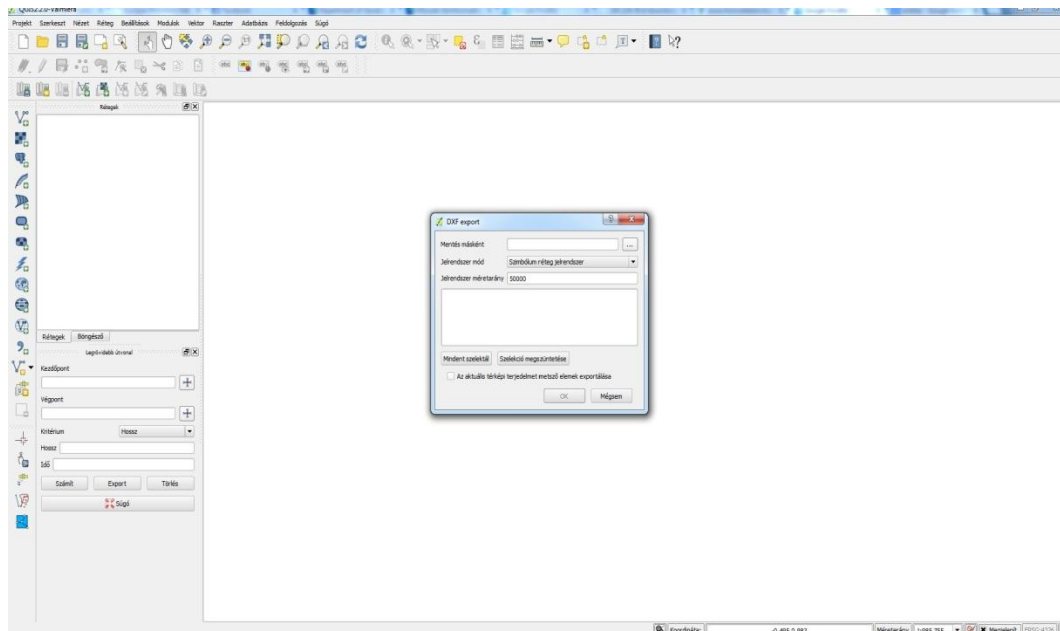 QGIS 2.2.0-Valmiera
Projekt Szerkeszt Nézet Réteg Beállítások Modulok Vektor Raszter Adatbázis Feldolgozás Súgó
Rétegek
Rétegek Böngésző
Legrövidebb útvonal
Kezdőpont
Végpont
Kritérium Hossz
Hossz
Idő
Számít Export Törlés
Súgó
DXF export
Mentés másként ...
Jelrendszer mód Szimbólum réteg jelrendszer
Jelrendszer méretarány 50000
Mindent szelektál Szelekció megszüntetése
Az aktuális térképi terjedelmet metsző elemek exportálása
OK Mégsem
Koordináta: Méretarány Megjelenít EPSG:4326